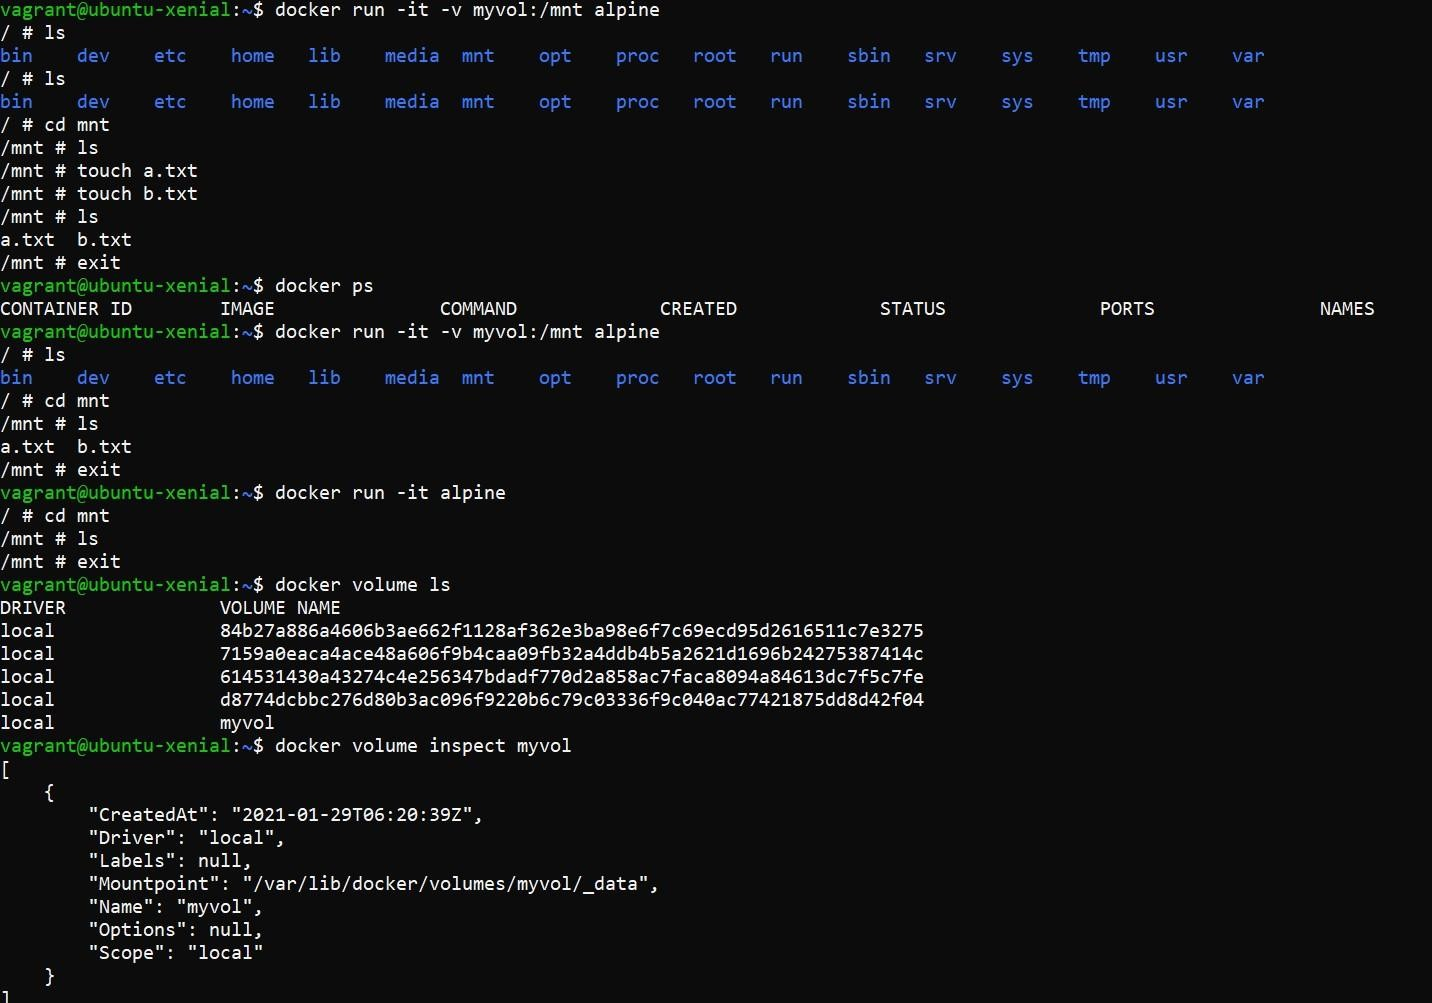 vagrant@ubuntu-xenial:~$ docker run -it -v myvol:/mnt alpine
/ # ls
bin    dev    etc    home   lib    media  mnt    opt    proc   root   run    sbin   srv    sys    tmp    usr    var
/ # ls
bin    dev    etc    home   lib    media  mnt    opt    proc   root   run    sbin   srv    sys    tmp    usr    var
/ # cd mnt
/mnt # ls
/mnt # touch a.txt
/mnt # touch b.txt
/mnt # ls
a.txt  b.txt
/mnt # exit
vagrant@ubuntu-xenial:~$ docker ps
CONTAINER ID        IMAGE               COMMAND             CREATED             STATUS              PORTS               NAMES
vagrant@ubuntu-xenial:~$ docker run -it -v myvol:/mnt alpine
/ # ls
bin    dev    etc    home   lib    media  mnt    opt    proc   root   run    sbin   srv    sys    tmp    usr    var
/ # cd mnt
/mnt # ls
a.txt  b.txt
/mnt # exit
vagrant@ubuntu-xenial:~$ docker run -it alpine
/ # cd mnt
/mnt # ls
/mnt # exit
vagrant@ubuntu-xenial:~$ docker volume ls
DRIVER              VOLUME NAME
local               84b27a886a4606b3ae662f1128af362e3ba98e6f7c69ecd95d2616511c7e3275
local               7159a0eaca4ace48a606f9b4caa09fb32a4ddb4b5a2621d1696b24275387414c
local               614531430a43274c4e256347bdadf770d2a858ac7faca8094a84613dc7f5c7fe
local               d8774dcbbc276d80b3ac096f9220b6c79c03336f9c040ac77421875dd8d42f04
local               myvol
vagrant@ubuntu-xenial:~$ docker volume inspect myvol
[
    {
        "CreatedAt": "2021-01-29T06:20:39Z",
        "Driver": "local",
        "Labels": null,
        "Mountpoint": "/var/lib/docker/volumes/myvol/_data",
        "Name": "myvol",
        "Options": null,
        "Scope": "local"
    }
]